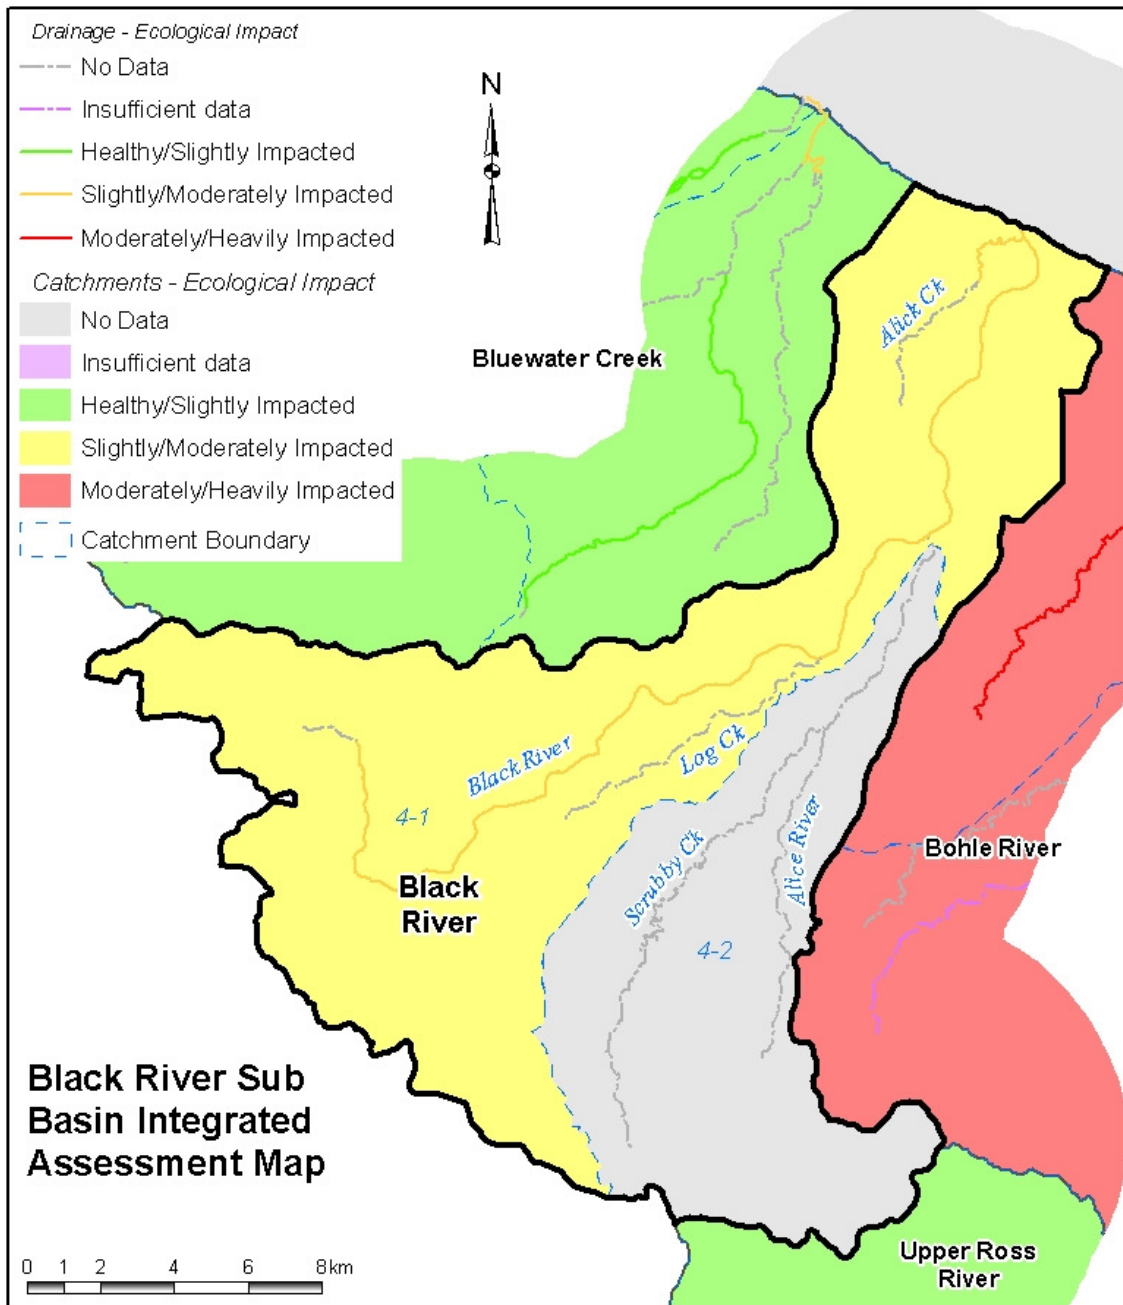 Drainage - Ecological Impact
No Data
Insufficient data
Healthy/Slightly Impacted
Slightly/Moderately Impacted
Moderately/Heavily Impacted
Catchments - Ecological Impact
No Data
Insufficient data
Healthy/Slightly Impacted
Slightly/Moderately Impacted
Moderately/Heavily Impacted
Catchment Boundary
N
Alick Ck
Bluewater Creek
Black River
Log Ck
4-1
Scrubby Ck
Alice River
Bohle River
Black
River
4-2
Black River Sub
Basin Integrated
Assessment Map
Upper Ross
River
0 1 2 4 6 8 km